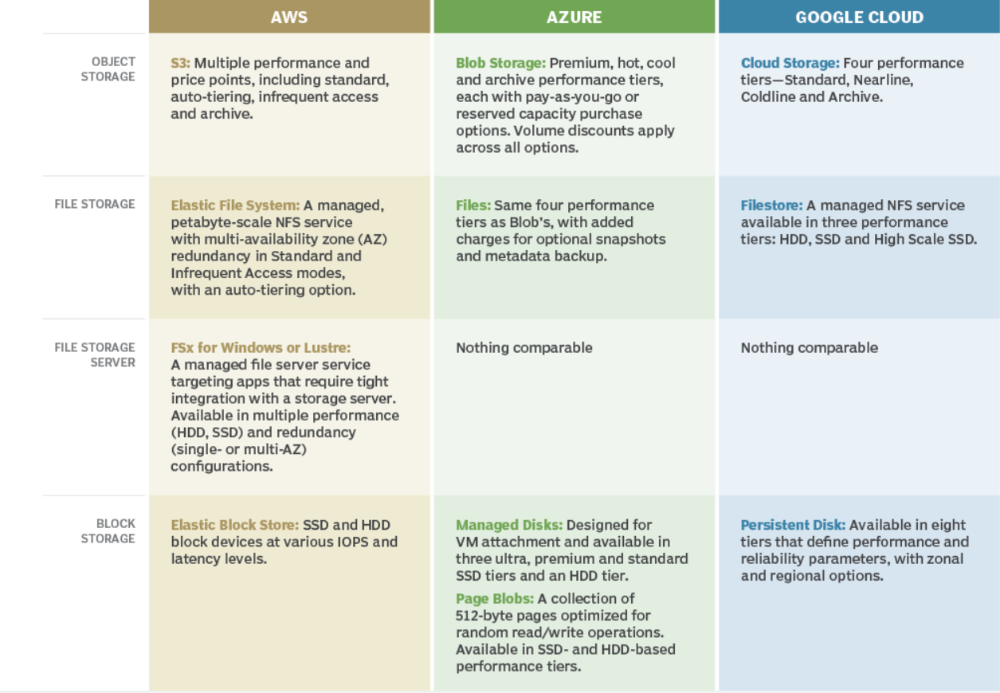 AWS
AZURE
GOOGLE CLOUD
OBJECT
STORAGE
S3: Multiple performance and
price points, including standard,
auto-tiering, infrequent access
and archive.
Blob Storage: Premium, hot, cool
and archive performance tiers,
each with pay-as-you-go or
reserved capacity purchase
options. Volume discounts apply
across all options.
Cloud Storage: Four performance
tiers—Standard, Nearline,
Coldline and Archive.
FILE STORAGE
Elastic File System: A managed,
petabyte-scale NFS service
with multi-availability zone (AZ)
redundancy in Standard and
Infrequent Access modes,
with an auto-tiering option.
Files: Same four performance
tiers as Blob’s, with added
charges for optional snapshots
and metadata backup.
Filestore: A managed NFS service
available in three performance
tiers: HDD, SSD and High Scale SSD.
FILE STORAGE
SERVER
FSx for Windows or Lustre:
A managed file server service
targeting apps that require tight
integration with a storage server.
Available in multiple performance
(HDD, SSD) and redundancy
(single- or multi-AZ)
configurations.
Nothing comparable
Nothing comparable
BLOCK
STORAGE
Elastic Block Store: SSD and HDD
block devices at various IOPS and
latency levels.
Managed Disks: Designed for
VM attachment and available in
three ultra, premium and standard
SSD tiers and an HDD tier.
Page Blobs: A collection of
512-byte pages optimized for
random read/write operations.
Available in SSD- and HDD-based
performance tiers.
Persistent Disk: Available in eight
tiers that define performance and
reliability parameters, with zonal
and regional options.